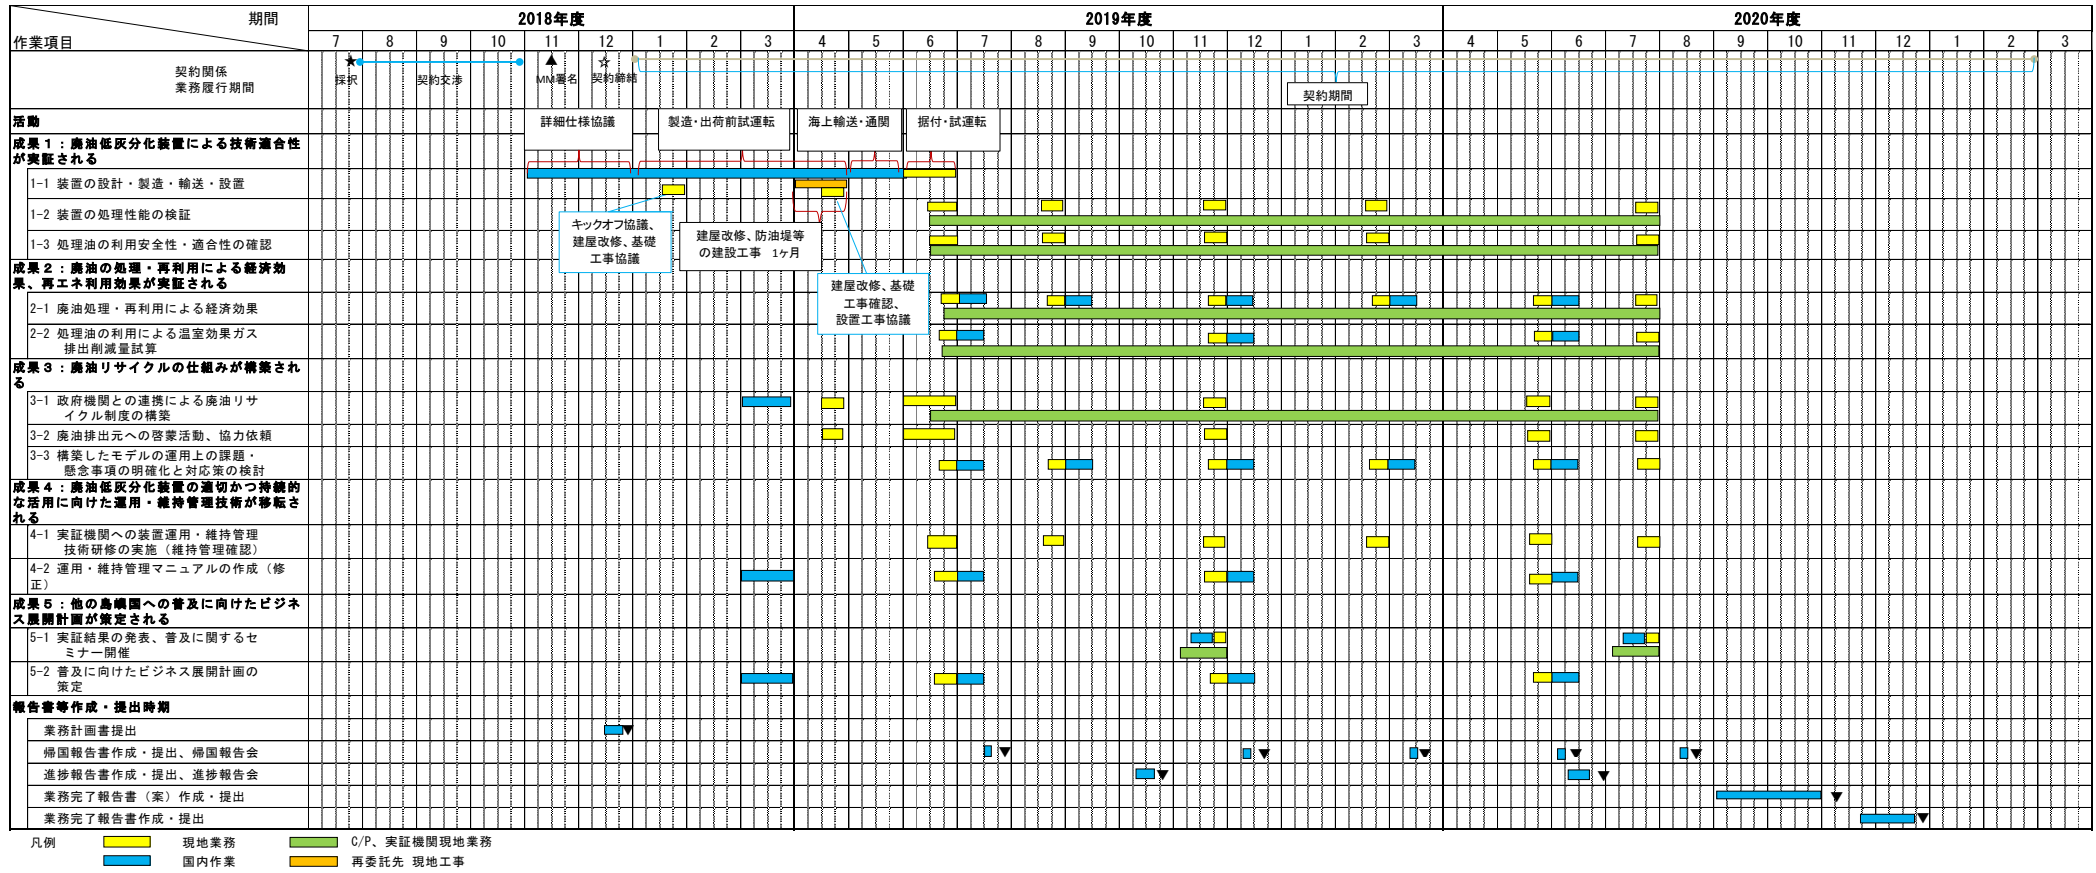 期間
2018年度
2019年度
2020年度
作業項目
7 8 9 10 11 12 1 2 3 4 5 6 7 8 9 10 11 12 1 2 3 4 5 6 7 8 9 10 11 12 1 2 3
契約関係
業務履行期間
★
採択
契約交渉
▲
MM署名
☆
契約締結
契約期間
活動
詳細仕様協議
製造・出荷前試運転
海上輸送・通関
据付・試運転
成果1：廃油低灰分化装置による技術適合性
が実証される
1-1 装置の設計・製造・輸送・設置
1-2 装置の処理性能の検証
キックオフ協議、
建屋改修、基礎
工事協議
建屋改修、防油堤等
の建設工事 1ヶ月
建屋改修、基礎
工事確認、
設置工事協議
1-3 処理油の利用安全性・適合性の確認
成果2：廃油の処理・再利用による経済効
果、再エネ利用効果が実証される
2-1 廃油処理・再利用による経済効果
2-2 処理油の利用による温室効果ガス
排出削減量試算
成果3：廃油リサイクルの仕組みが構築され
る
3-1 政府機関との連携による廃油リサ
イクル制度の構築
3-2 廃油排出元への啓蒙活動、協力依頼
3-3 構築したモデルの運用上の課題・
懸念事項の明確化と対応策の検討
成果4：廃油低灰分化装置の適切かつ持続的
な活用に向けた運用・維持管理技術が移転さ
れる
4-1 実証機関への装置運用・維持管理
技術研修の実施（維持管理確認）
4-2 運用・維持管理マニュアルの作成（修
正）
成果5：他の島嶼国への普及に向けたビジネ
ス展開計画が策定される
5-1 実証結果の発表、普及に関するセ
ミナー開催
5-2 普及に向けたビジネス展開計画の
策定
報告書等作成・提出時期
業務計画書提出
帰国報告書作成・提出、帰国報告会
進捗報告書作成・提出、進捗報告会
業務完了報告書（案）作成・提出
業務完了報告書作成・提出
凡例
現地業務
C/P、実証機関現地業務
国内作業
再委託先 現地工事